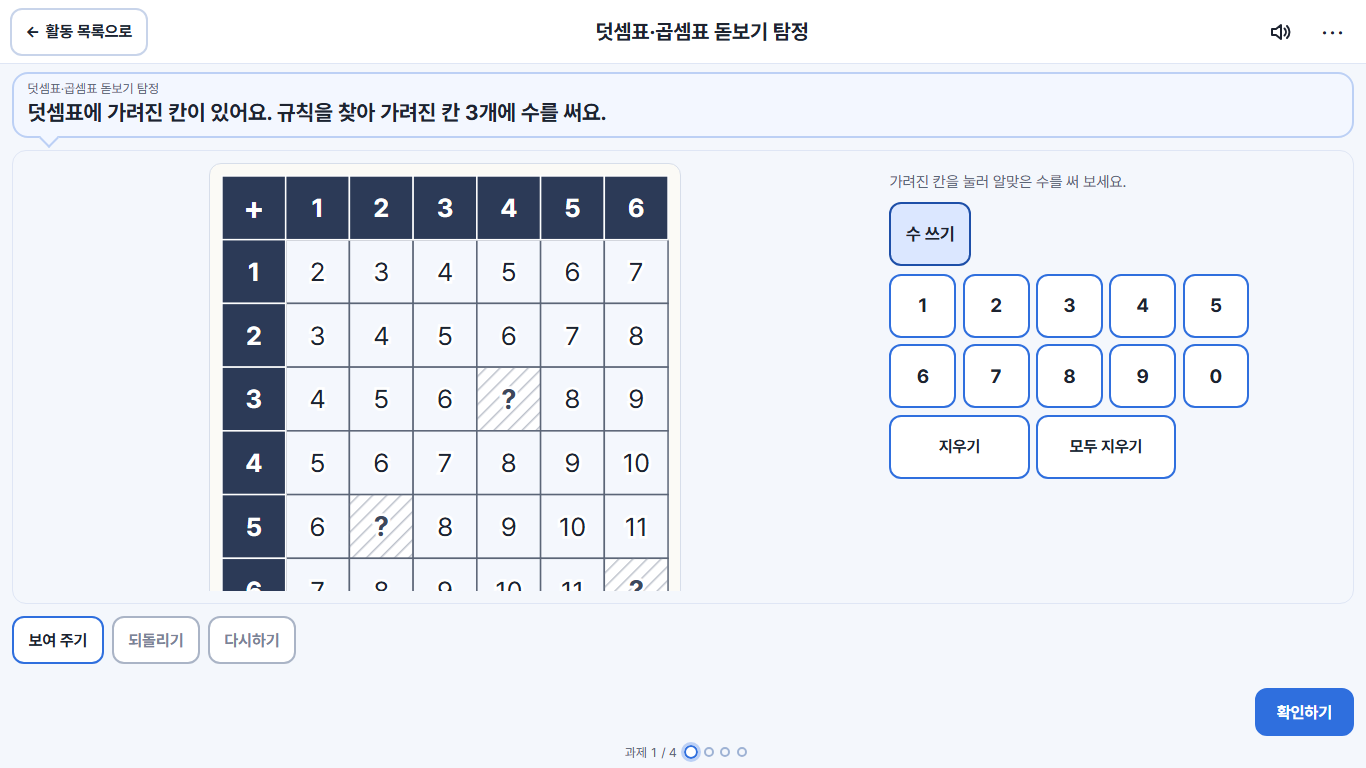 ← 활동 목록으로
덧셈표·곱셈표 돋보기 탐정
...
덧셈표·곱셈표 돋보기 탐정
덧셈표에 가려진 칸이 있어요. 규칙을 찾아 가려진 칸 3개에 수를 써요.
+ 1 2 3 4 5 6
1 2 3 4 5 6 7
2 3 4 5 6 7 8
3 4 5 6 ? 8 9
4 5 6 7 8 9 10
5 6 ? 8 9 10 11
6 7 8 9 10 11 ?
가려진 칸을 눌러 알맞은 수를 써 보세요.
수 쓰기
1 2 3 4 5
6 7 8 9 0
지우기 모두 지우기
보여 주기 되돌리기 다시하기
확인하기
과제 1 / 4